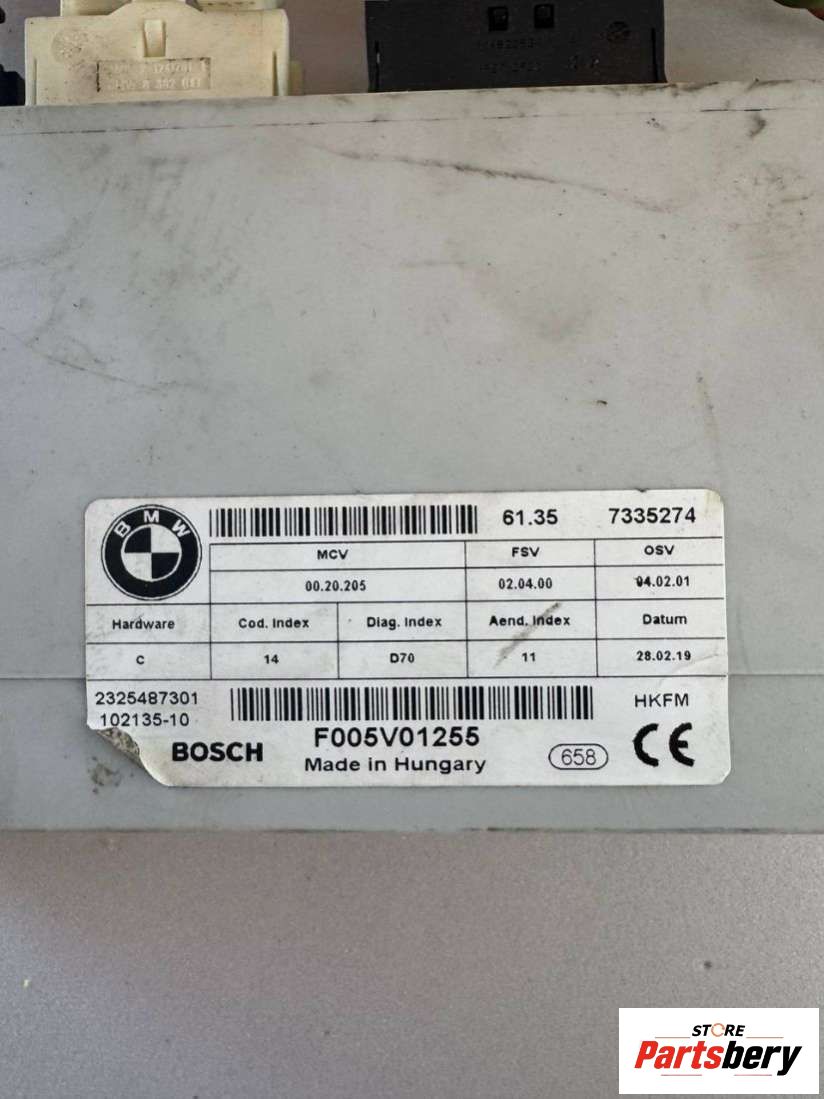 BMW
61.35 7335274
MCV FSV OSV
00.20.205 02.04.00 04.02.01
Hardware Cod. Index Diag. Index Aend. Index Datum
C 14 D70 11 28.02.19
2325487301 HKFM
102135-10
BOSCH F005V01255 658 CE
Made in Hungary
STORE
Partsbery